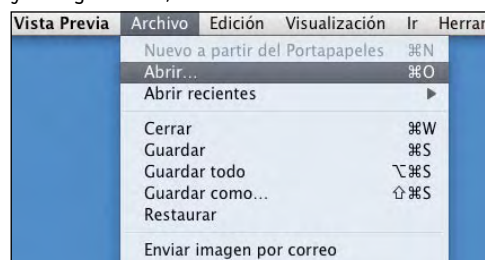 Vista Previa Archivo Edición Visualización Ir
Nuevo a partir del Portapapeles ⌘N
Abrir... ⌘O
Abrir recientes ▶
Cerrar ⌘W
Guardar ⌘S
Guardar todo ⌥⌘S
Guardar como... ⇧⌘S
Restaurar
Enviar imagen por correo